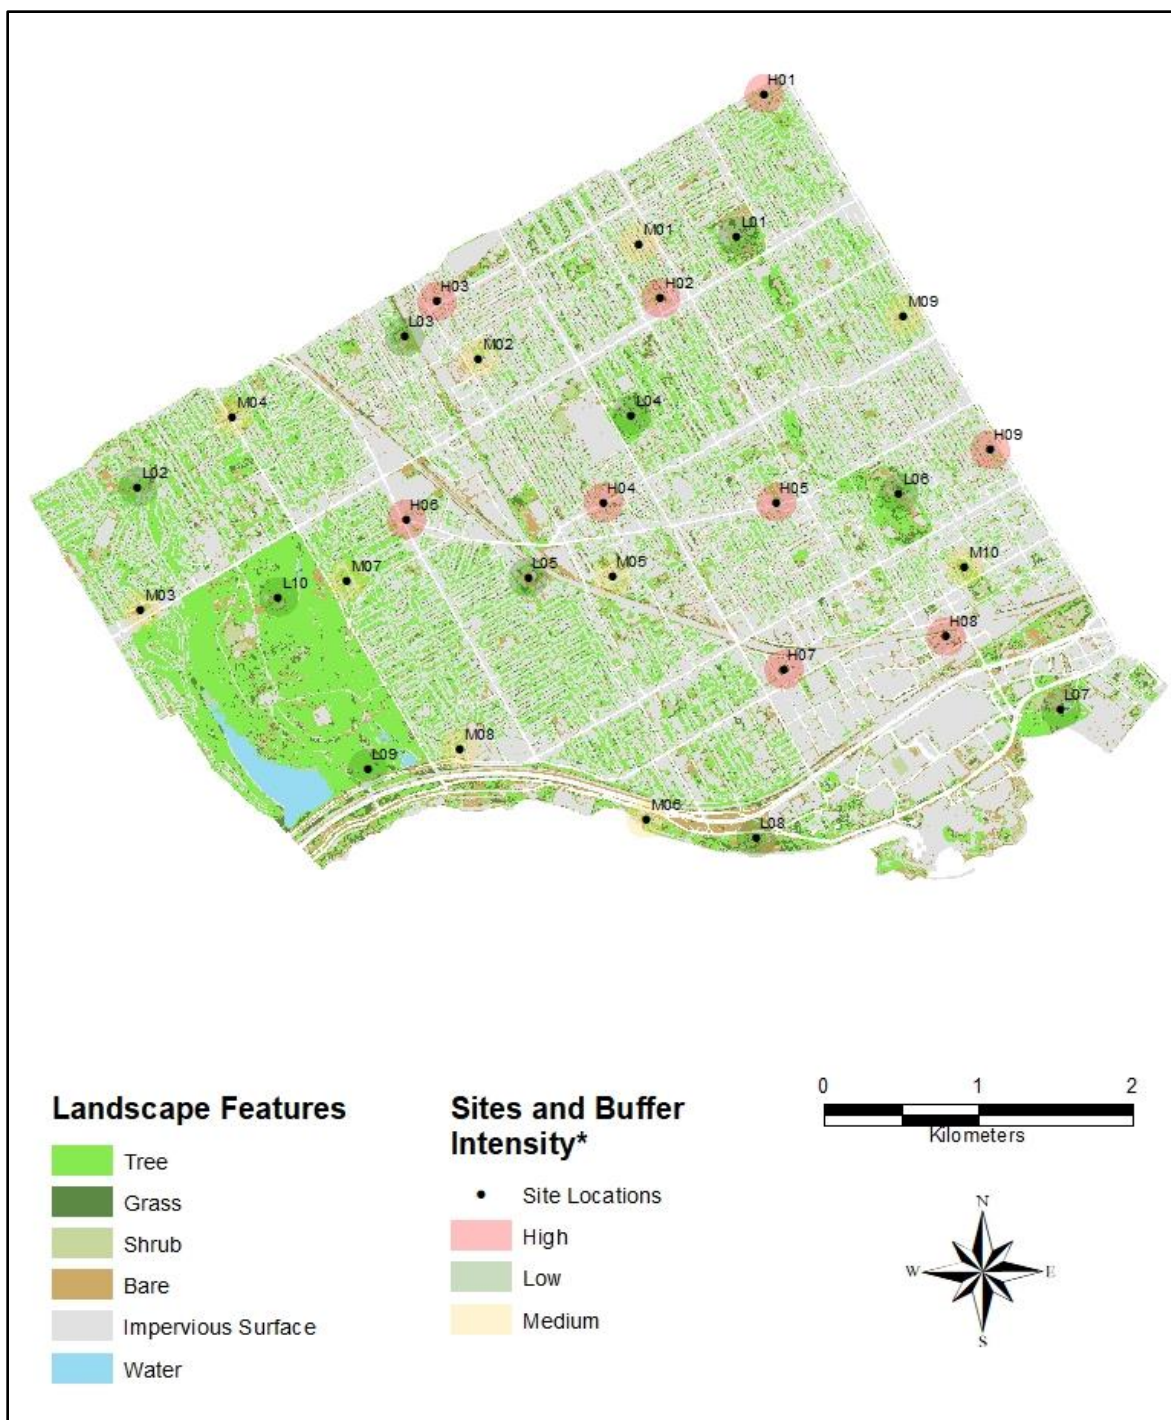 H01
L01
M01
H02
H03
M09
L03
M02
M04
L04
H09
L02
L06
H04
H05
H06
M10
L05
M05
M07
L10
M03
H08
H07
L07
M08
L09
M06
L08
Landscape Features
Tree
Grass
Shrub
Bare
Impervious Surface
Water
Sites and Buffer
Intensity*
Site Locations
High
Low
Medium
0 1 2
Kilometers
N
W E
S